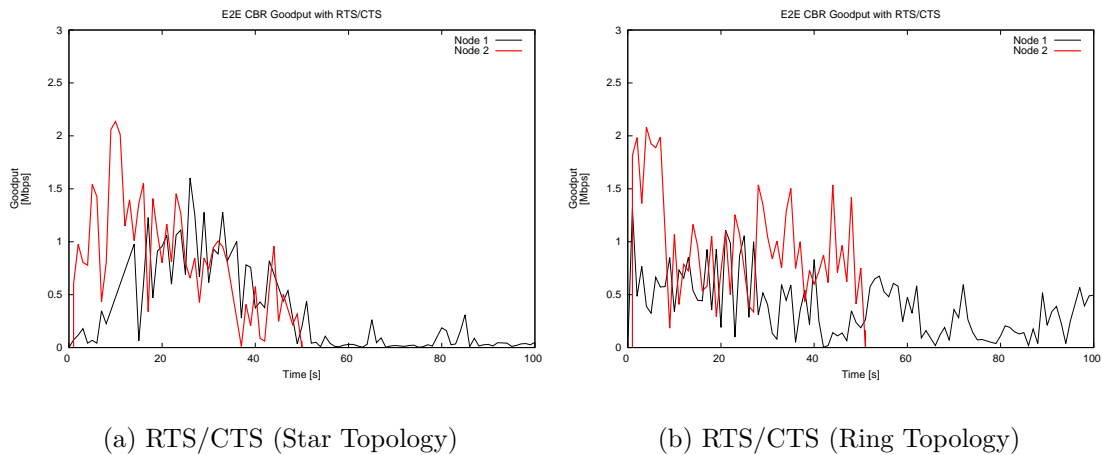 E2E CBR Goodput with RTS/CTS
3
2.5
2
1.5
1
0.5
0
0
20
40
60
80
100
Goodput
[Mbps]
Time [s]
Node 1
Node 2
(a) RTS/CTS (Star Topology)
E2E CBR Goodput with RTS/CTS
3
2.5
2
1.5
1
0.5
0
0
20
40
60
80
100
Goodput
[Mbps]
Time [s]
Node 1
Node 2
(b) RTS/CTS (Ring Topology)